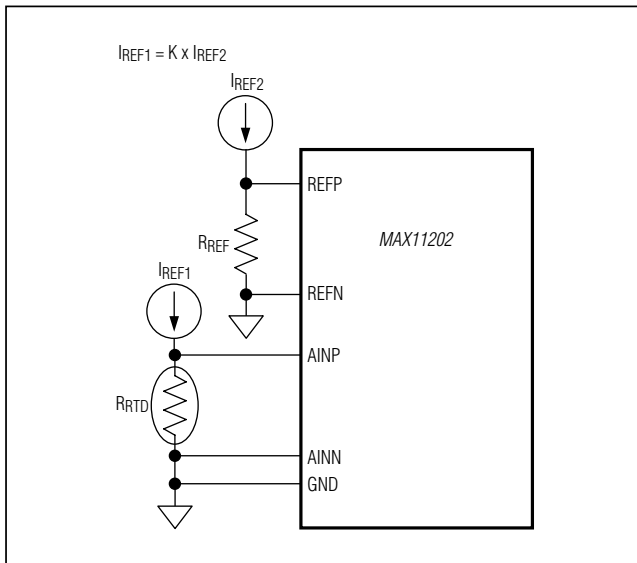 IREF1 = K x IREF2
IREF2
REFP
MAX11202
RREF
IREF1
REFN
AINP
RRTD
AINN
GND